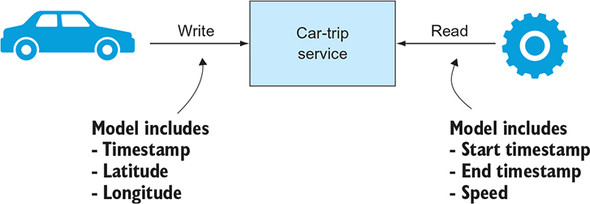 Write
Car-trip
service
Read
Model includes
- Timestamp
- Latitude
- Longitude
Model includes
- Start timestamp
- End timestamp
- Speed